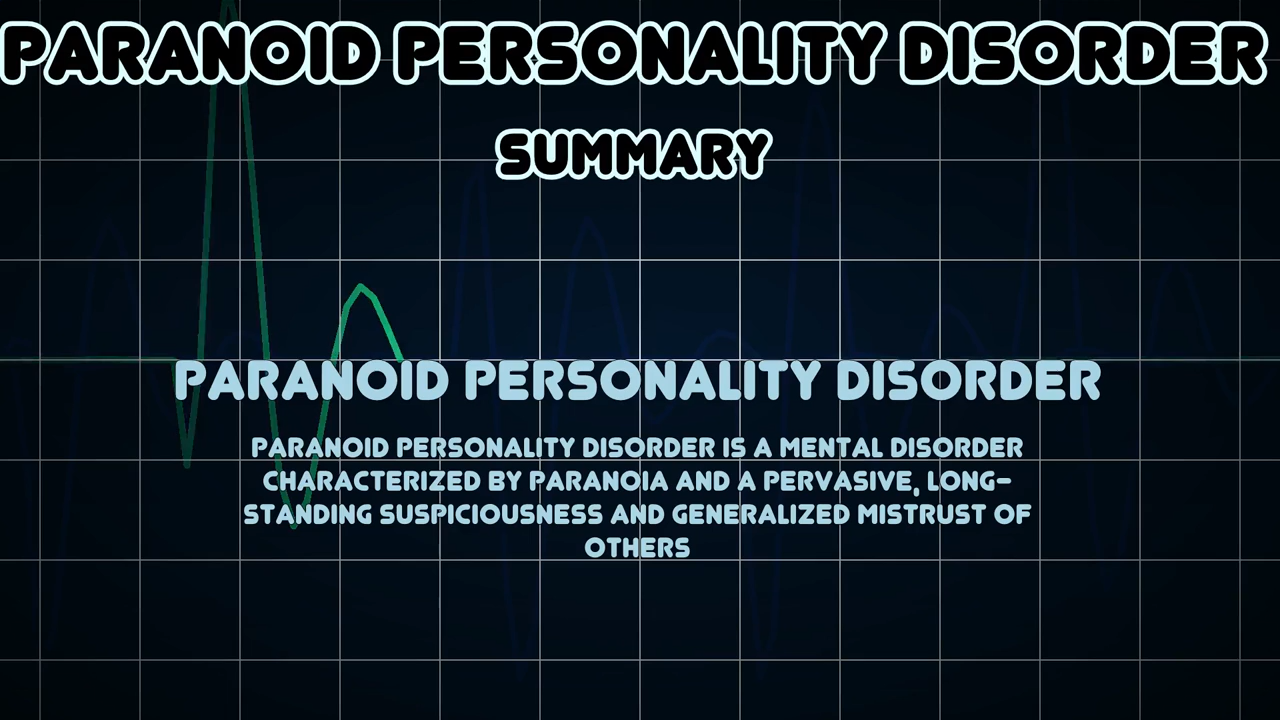 PARANOID PERSONALITY DISORDER
SUMMARY
PARANOID PERSONALITY DISORDER
PARANOID PERSONALITY DISORDER IS A MENTAL DISORDER
CHARACTERIZED BY PARANOIA AND A PERVASIVE, LONG-
STANDING SUSPICIOUSNESS AND GENERALIZED MISTRUST OF
OTHERS